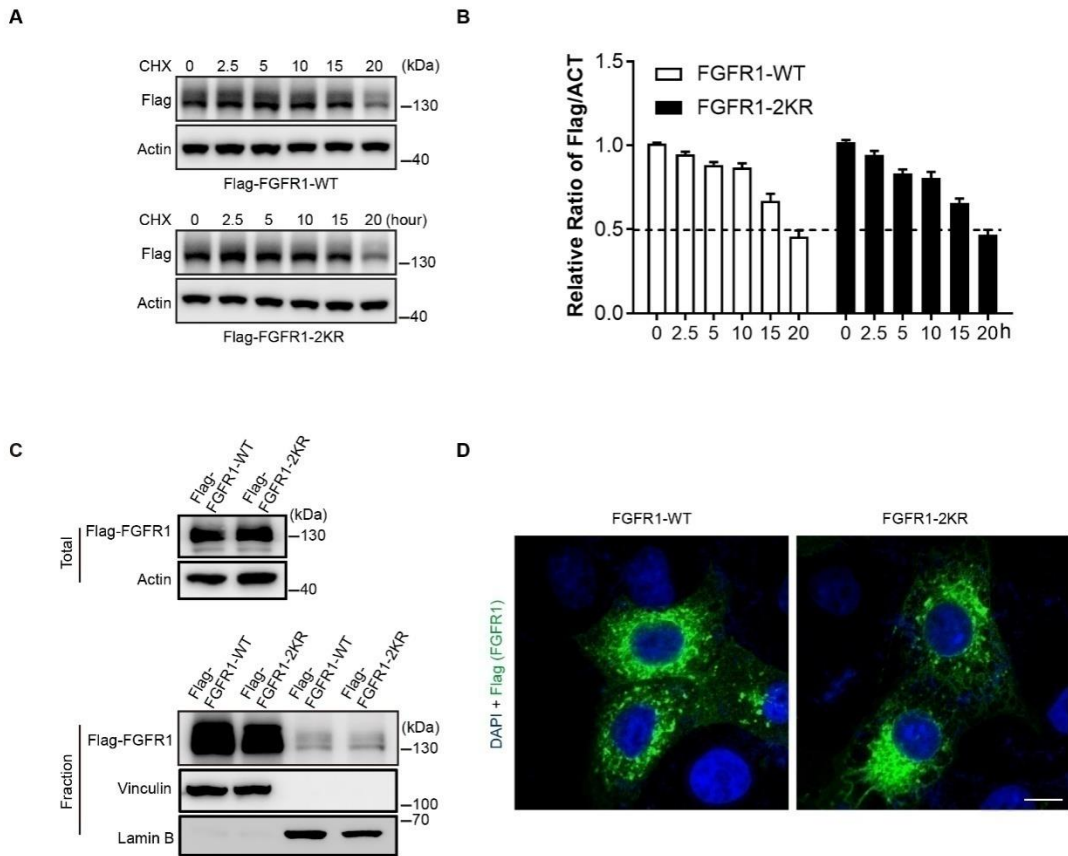 A
CHX 0 2.5 5 10 15 20 (kDa)
Flag
130
Actin
40
Flag-FGFR1-WT
CHX 0 2.5 5 10 15 20 (hour)
Flag
130
Actin
40
Flag-FGFR1-2KR
B
Relative Ratio of Flag/ACT
1.5
1.0
0.5
0.0
FGFR1-WT
FGFR1-2KR
0 2.5 5 10 15 20 0 2.5 5 10 15 20 h
C
Flag-
FGFR1-WT
Flag-
FGFR1-2KR
(kDa)
Total
Flag-FGFR1
130
Actin
40
Flag-
FGFR1-WT
Flag-
FGFR1-2KR
Flag-
FGFR1-WT
Flag-
FGFR1-2KR
(kDa)
Fraction
Flag-FGFR1
130
Vinculin
100
70
Lamin B
D
FGFR1-WT
FGFR1-2KR
DAPI + Flag (FGFR1)